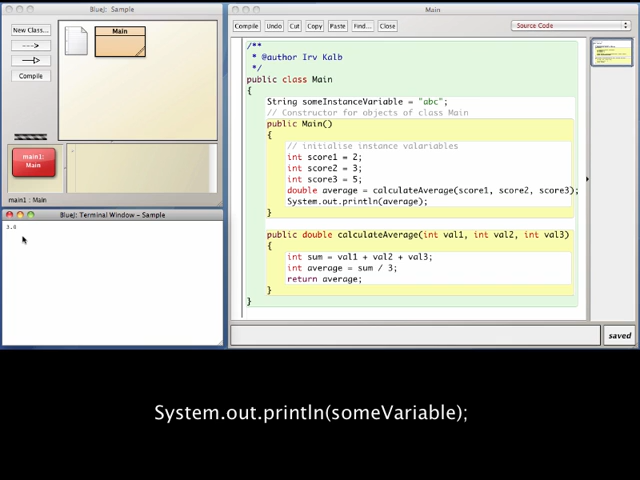 BlueJ: Sample
New Class...
Compile
Main
main1:
Main
main1 : Main
BlueJ: Terminal Window - Sample
3.0
Main
Compile Undo Cut Copy Paste Find... Close
Source Code
/**
* @author Irv Kalb
*/
public class Main
{
String someInstanceVariable = "abc";
// Constructor for objects of class Main
public Main()
{
// initialise instance valariables
int score1 = 2;
int score2 = 3;
int score3 = 5;
double average = calculateAverage(score1, score2, score3);
System.out.println(average);
}
public double calculateAverage(int val1, int val2, int val3)
{
int sum = val1 + val2 + val3;
int average = sum / 3;
return average;
}
}
saved
System.out.println(someVariable);